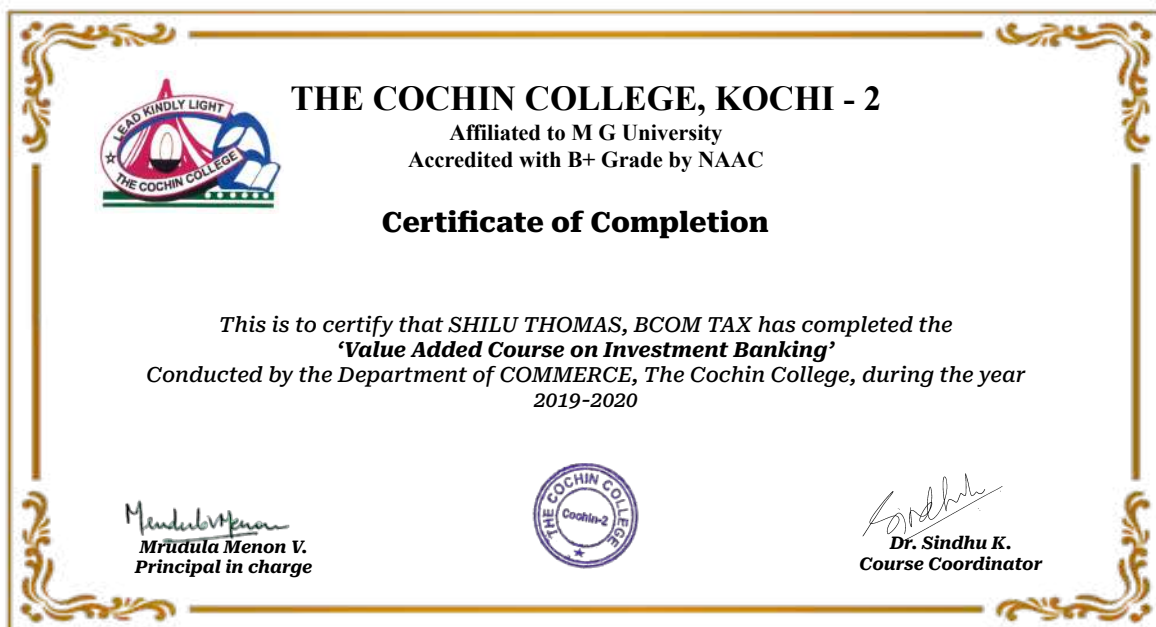 LEAD KINDLY LIGHT
THE COCHIN COLLEGE
THE COCHIN COLLEGE, KOCHI - 2
Affiliated to M G University
Accredited with B+ Grade by NAAC
Certificate of Completion
This is to certify that SHILU THOMAS, BCOM TAX has completed the
‘Value Added Course on Investment Banking’
Conducted by the Department of COMMERCE, The Cochin College, during the year
2019-2020
THE COCHIN COLLEGE
Cochin-2
Mrudula Menon V.
Principal in charge
Sindhu
Dr. Sindhu K.
Course Coordinator